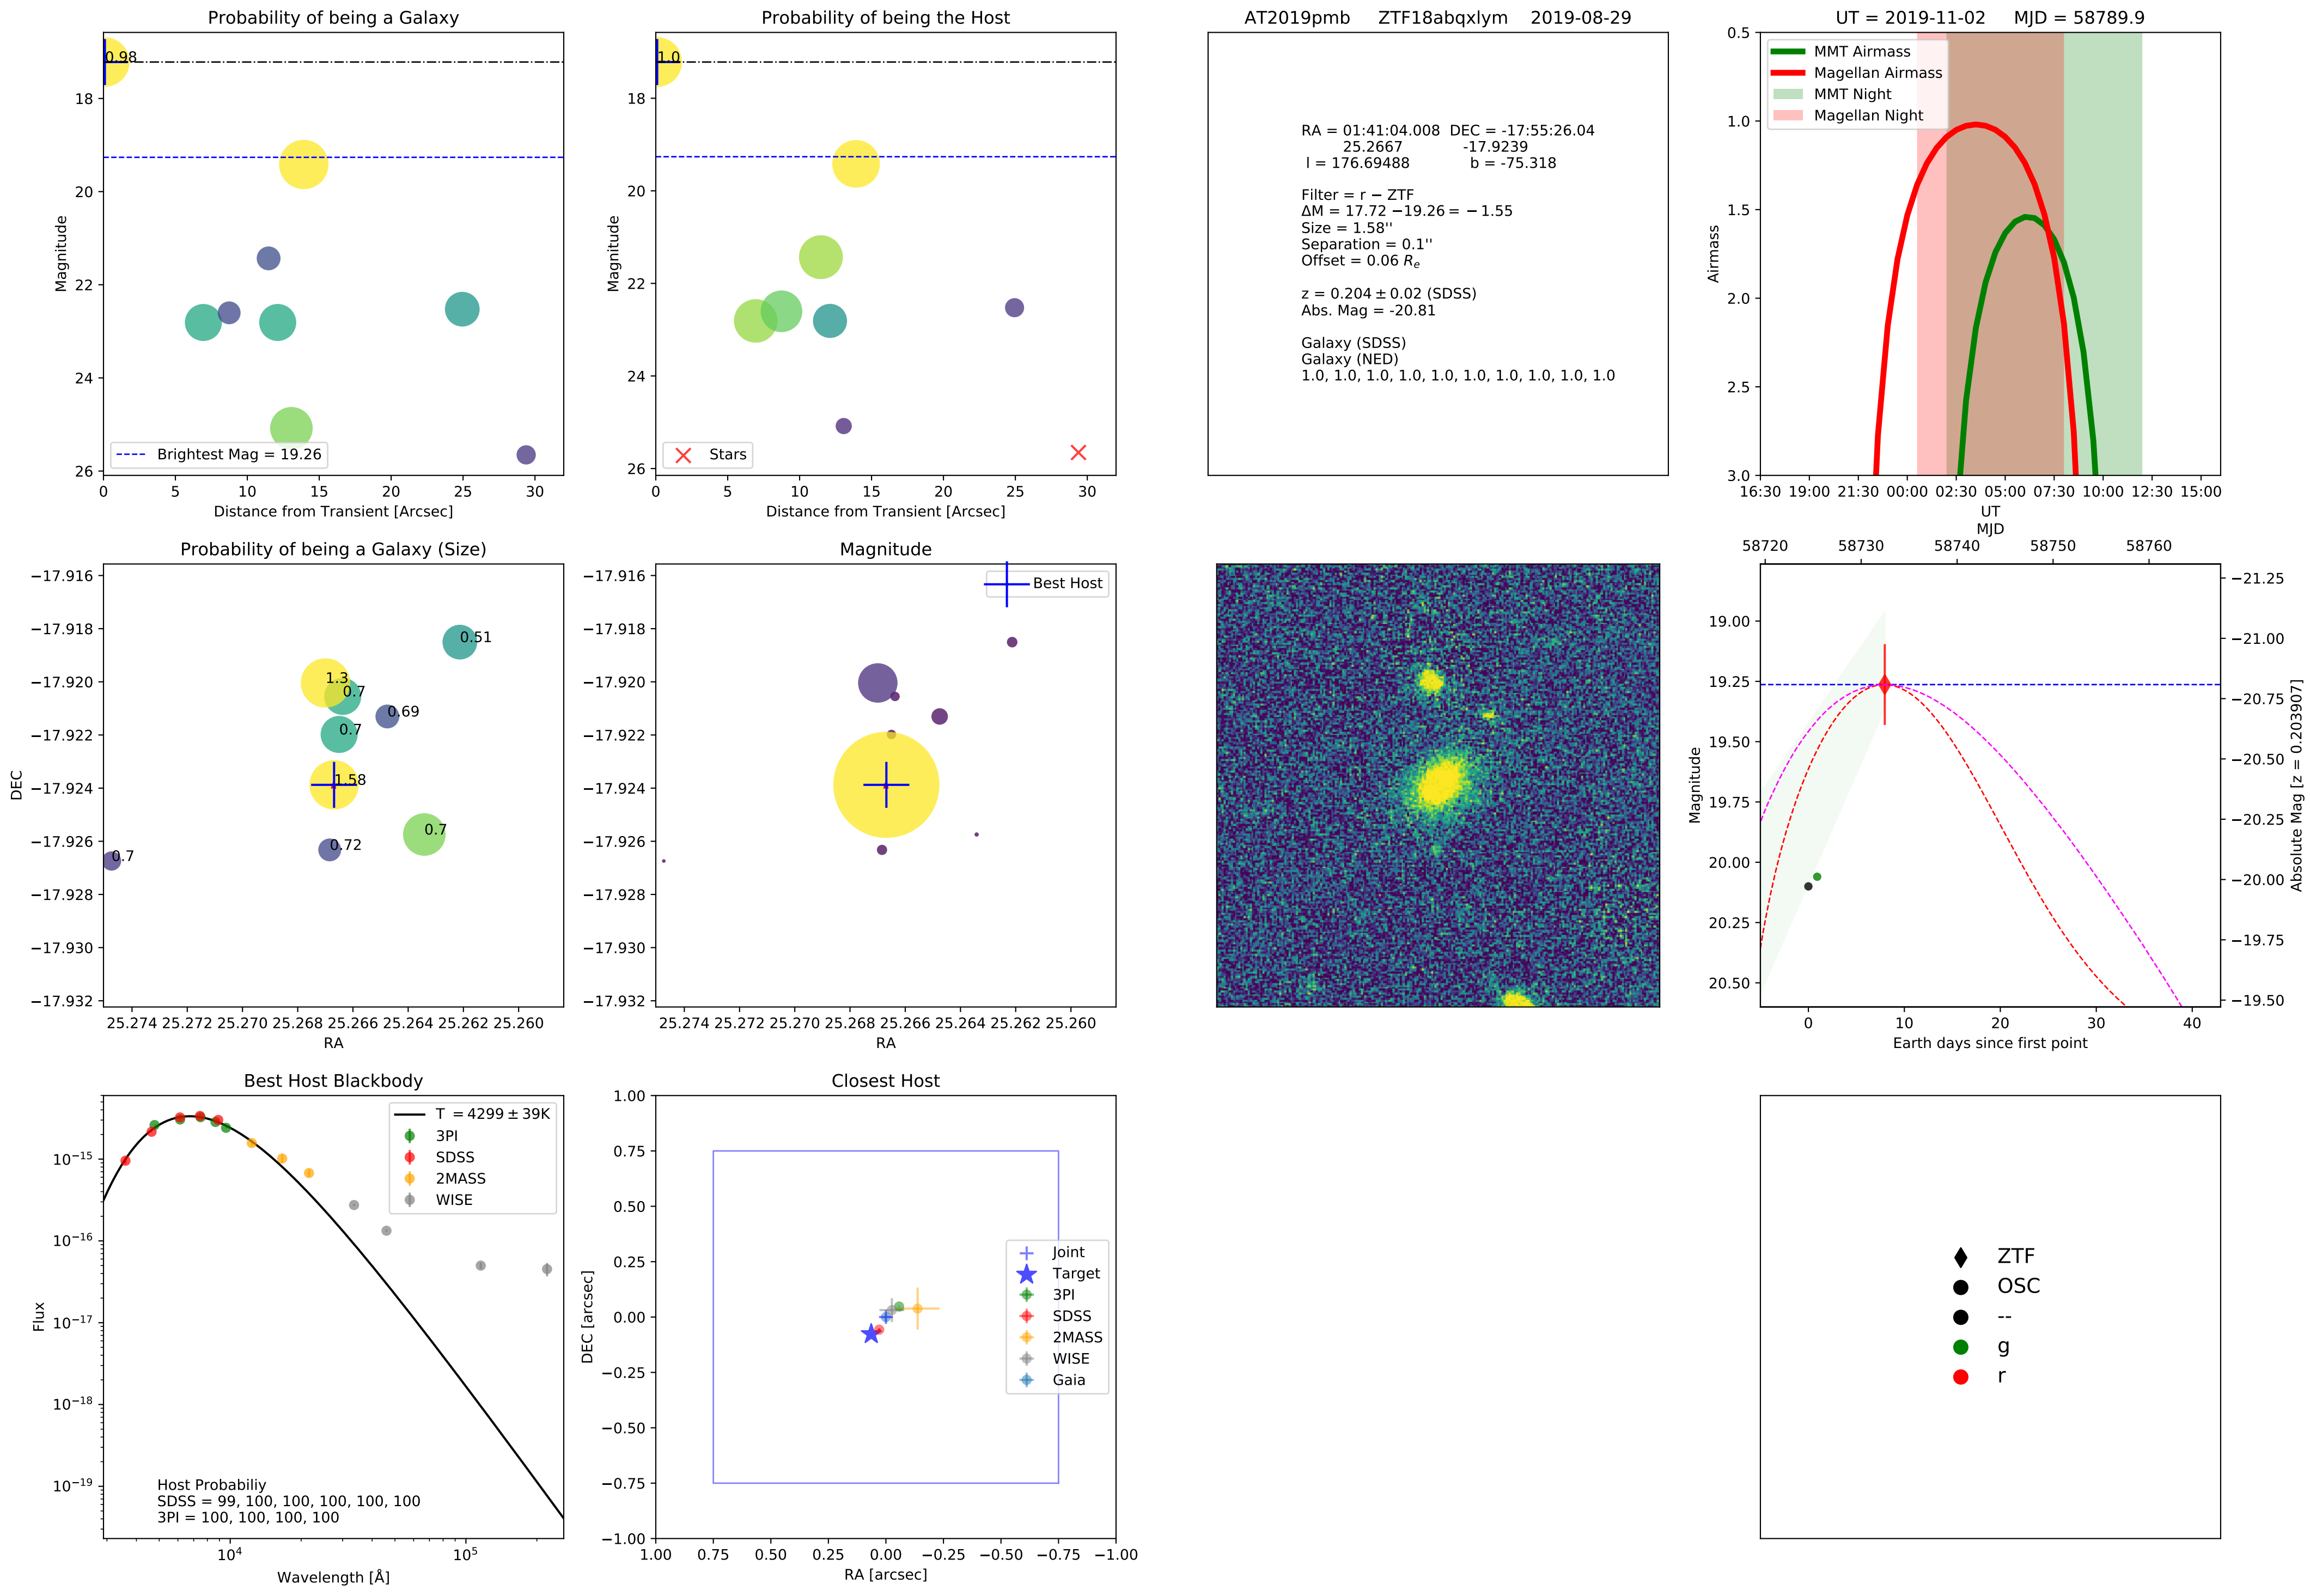 Probability of being a Galaxy
0.98
18
20
22
24
26
Magnitude
Brightest Mag = 19.26
0 5 10 15 20 25 30
Distance from Transient [Arcsec]
Probability of being the Host
1.0
18
20
22
24
26
Magnitude
Stars
0 5 10 15 20 25 30
Distance from Transient [Arcsec]
AT2019pmb ZTF18abqxlym 2019-08-29
RA = 01:41:04.008 DEC = -17:55:26.04
25.2667 -17.9239
l = 176.69488 b = -75.318
Filter = r − ZTF
ΔM = 17.72 −19.26 = −1.55
Size = 1.58''
Separation = 0.1''
Offset = 0.06 Re
z = 0.204 ± 0.02 (SDSS)
Abs. Mag = -20.81
Galaxy (SDSS)
Galaxy (NED)
1.0, 1.0, 1.0, 1.0, 1.0, 1.0, 1.0, 1.0, 1.0, 1.0
UT = 2019-11-02 MJD = 58789.9
MMT Airmass
Magellan Airmass
MMT Night
Magellan Night
0.5
1.0
1.5
2.0
2.5
3.0
Airmass
16:30 19:00 21:30 00:00 02:30 05:00 07:30 10:00 12:30 15:00
UT
Probability of being a Galaxy (Size)
−17.916
−17.918
−17.920
−17.922
−17.924
−17.926
−17.928
−17.930
−17.932
DEC
0.51
1.3
0.7
0.69
0.7
1.58
0.7
0.72
0.7
25.274 25.272 25.270 25.268 25.266 25.264 25.262 25.260
RA
Magnitude
Best Host
−17.916
−17.918
−17.920
−17.922
−17.924
−17.926
−17.928
−17.930
−17.932
25.274 25.272 25.270 25.268 25.266 25.264 25.262 25.260
RA
MJD
58720 58730 58740 58750 58760
19.00
19.25
19.50
19.75
20.00
20.25
20.50
Magnitude
−21.25
−21.00
−20.75
−20.50
−20.25
−20.00
−19.75
−19.50
Absolute Mag [z = 0.203907]
0 10 20 30 40
Earth days since first point
Best Host Blackbody
T = 4299 ± 39K
3PI
SDSS
2MASS
WISE
10−15
10−16
10−17
10−18
10−19
Flux
Host Probabiliy
SDSS = 99, 100, 100, 100, 100, 100
3PI = 100, 100, 100, 100
104 105
Wavelength [Å]
Closest Host
1.00
0.75
0.50
0.25
0.00
−0.25
−0.50
−0.75
−1.00
DEC [arcsec]
Joint
Target
3PI
SDSS
2MASS
WISE
Gaia
1.00 0.75 0.50 0.25 0.00 −0.25 −0.50 −0.75 −1.00
RA [arcsec]
ZTF
OSC
--
g
r